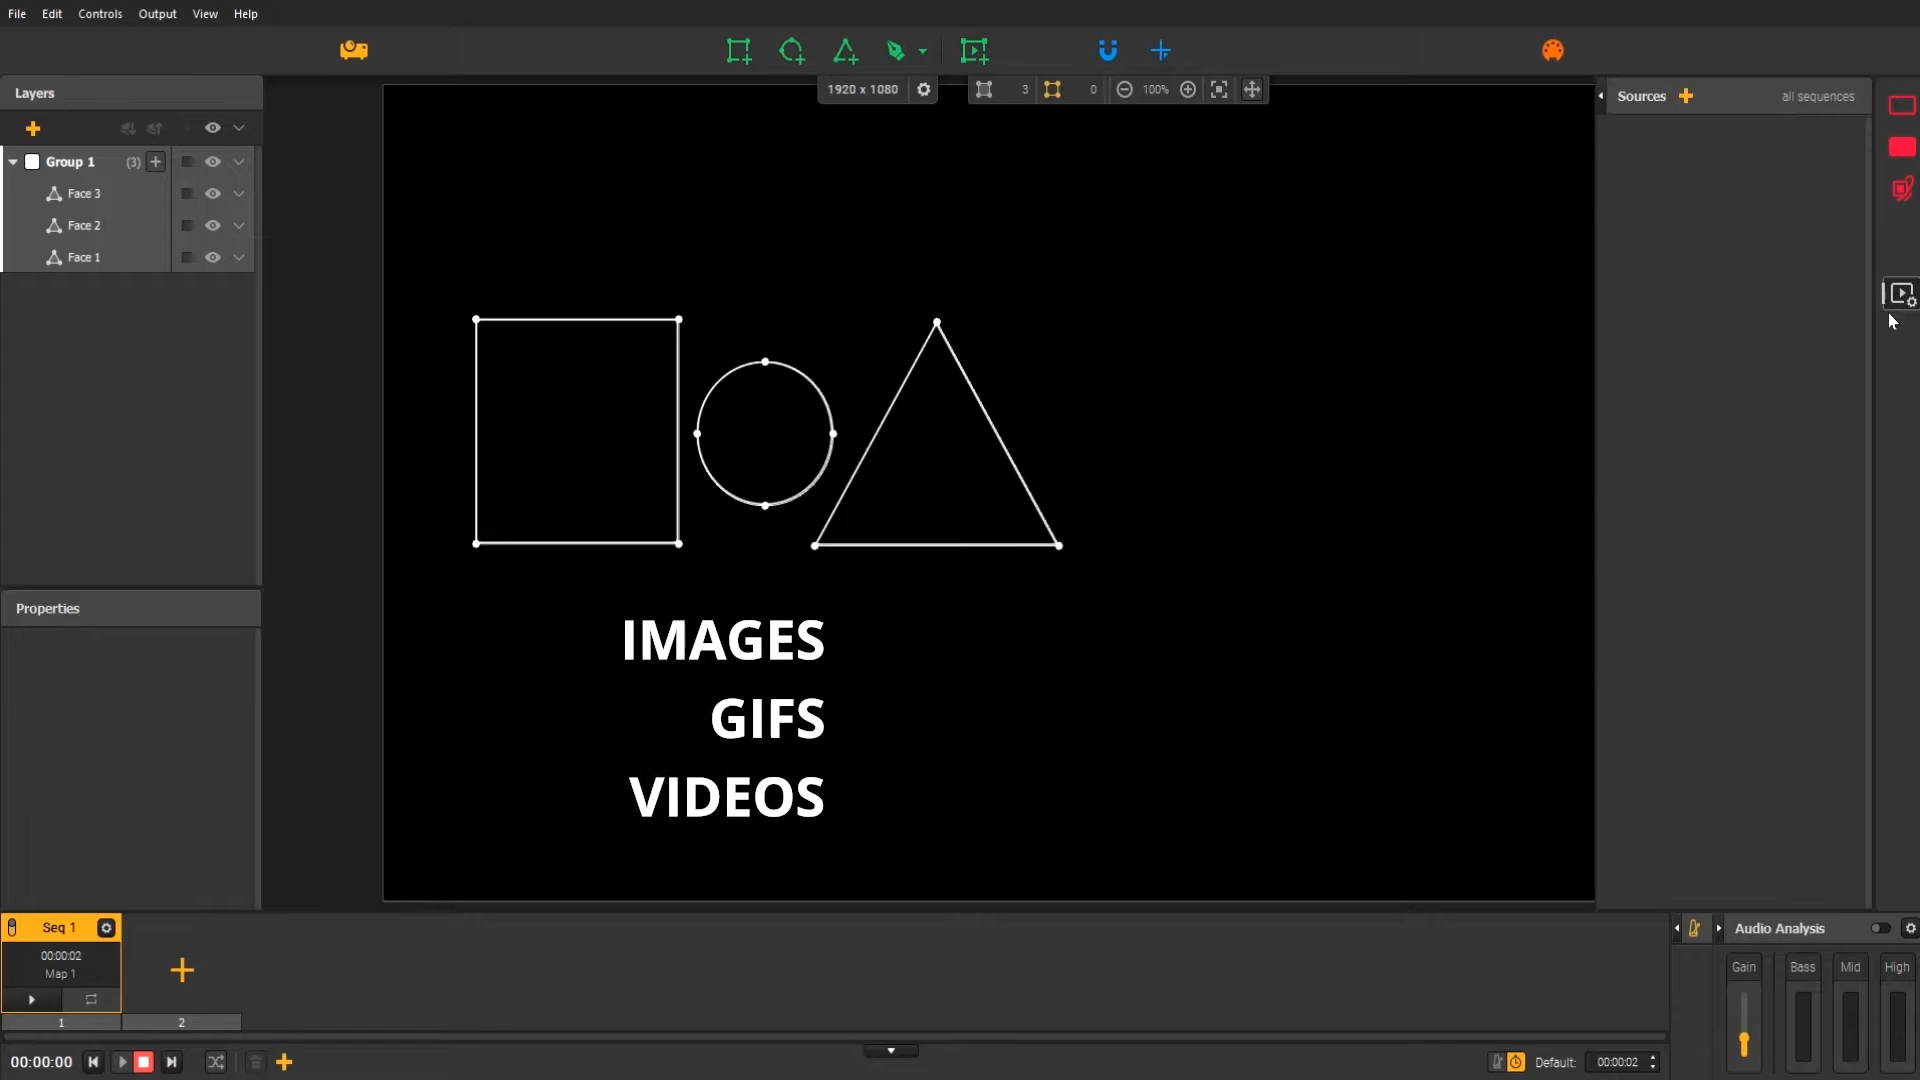 File Edit Controls Output View Help
1920 x 1080 3 0 100%
Layers
Sources all sequences
Group 1 (3)
Face 3
Face 2
Face 1
Properties
IMAGES
GIFS
VIDEOS
Seq 1
00:00:02
Map 1
1 2
Audio Analysis
Gain Bass Mid High
00:00:00
Default: 00:00:02